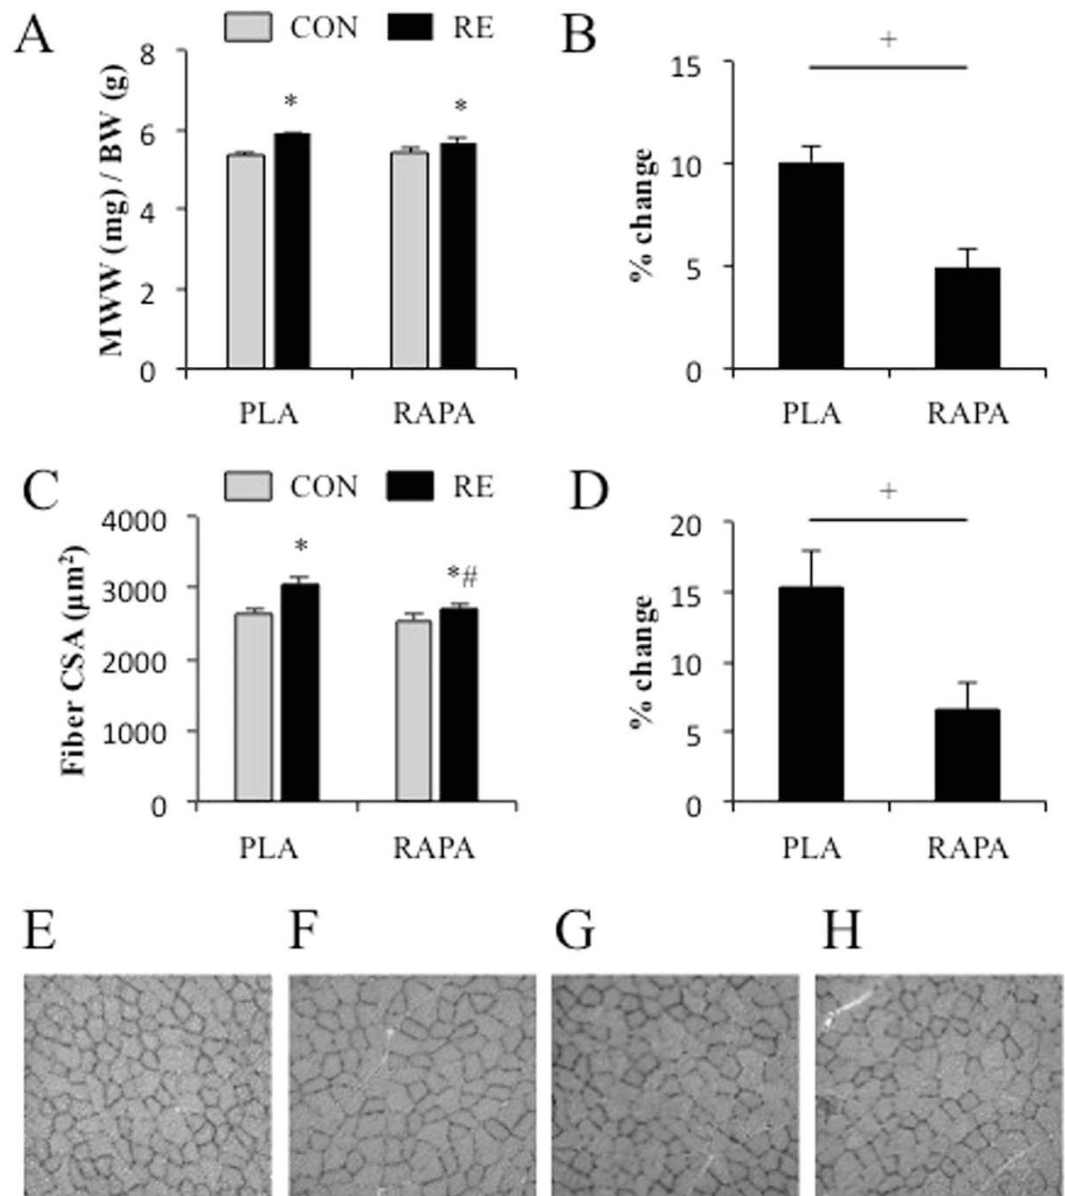 A
CON RE
MWW (mg) / BW (g)
8
6
4
2
0
* *
PLA RAPA
B
% change
15
10
5
0
+
PLA RAPA
C
CON RE
Fiber CSA (µm²)
4000
3000
2000
1000
0
* *#
PLA RAPA
D
% change
20
15
10
5
0
+
PLA RAPA
E F G H